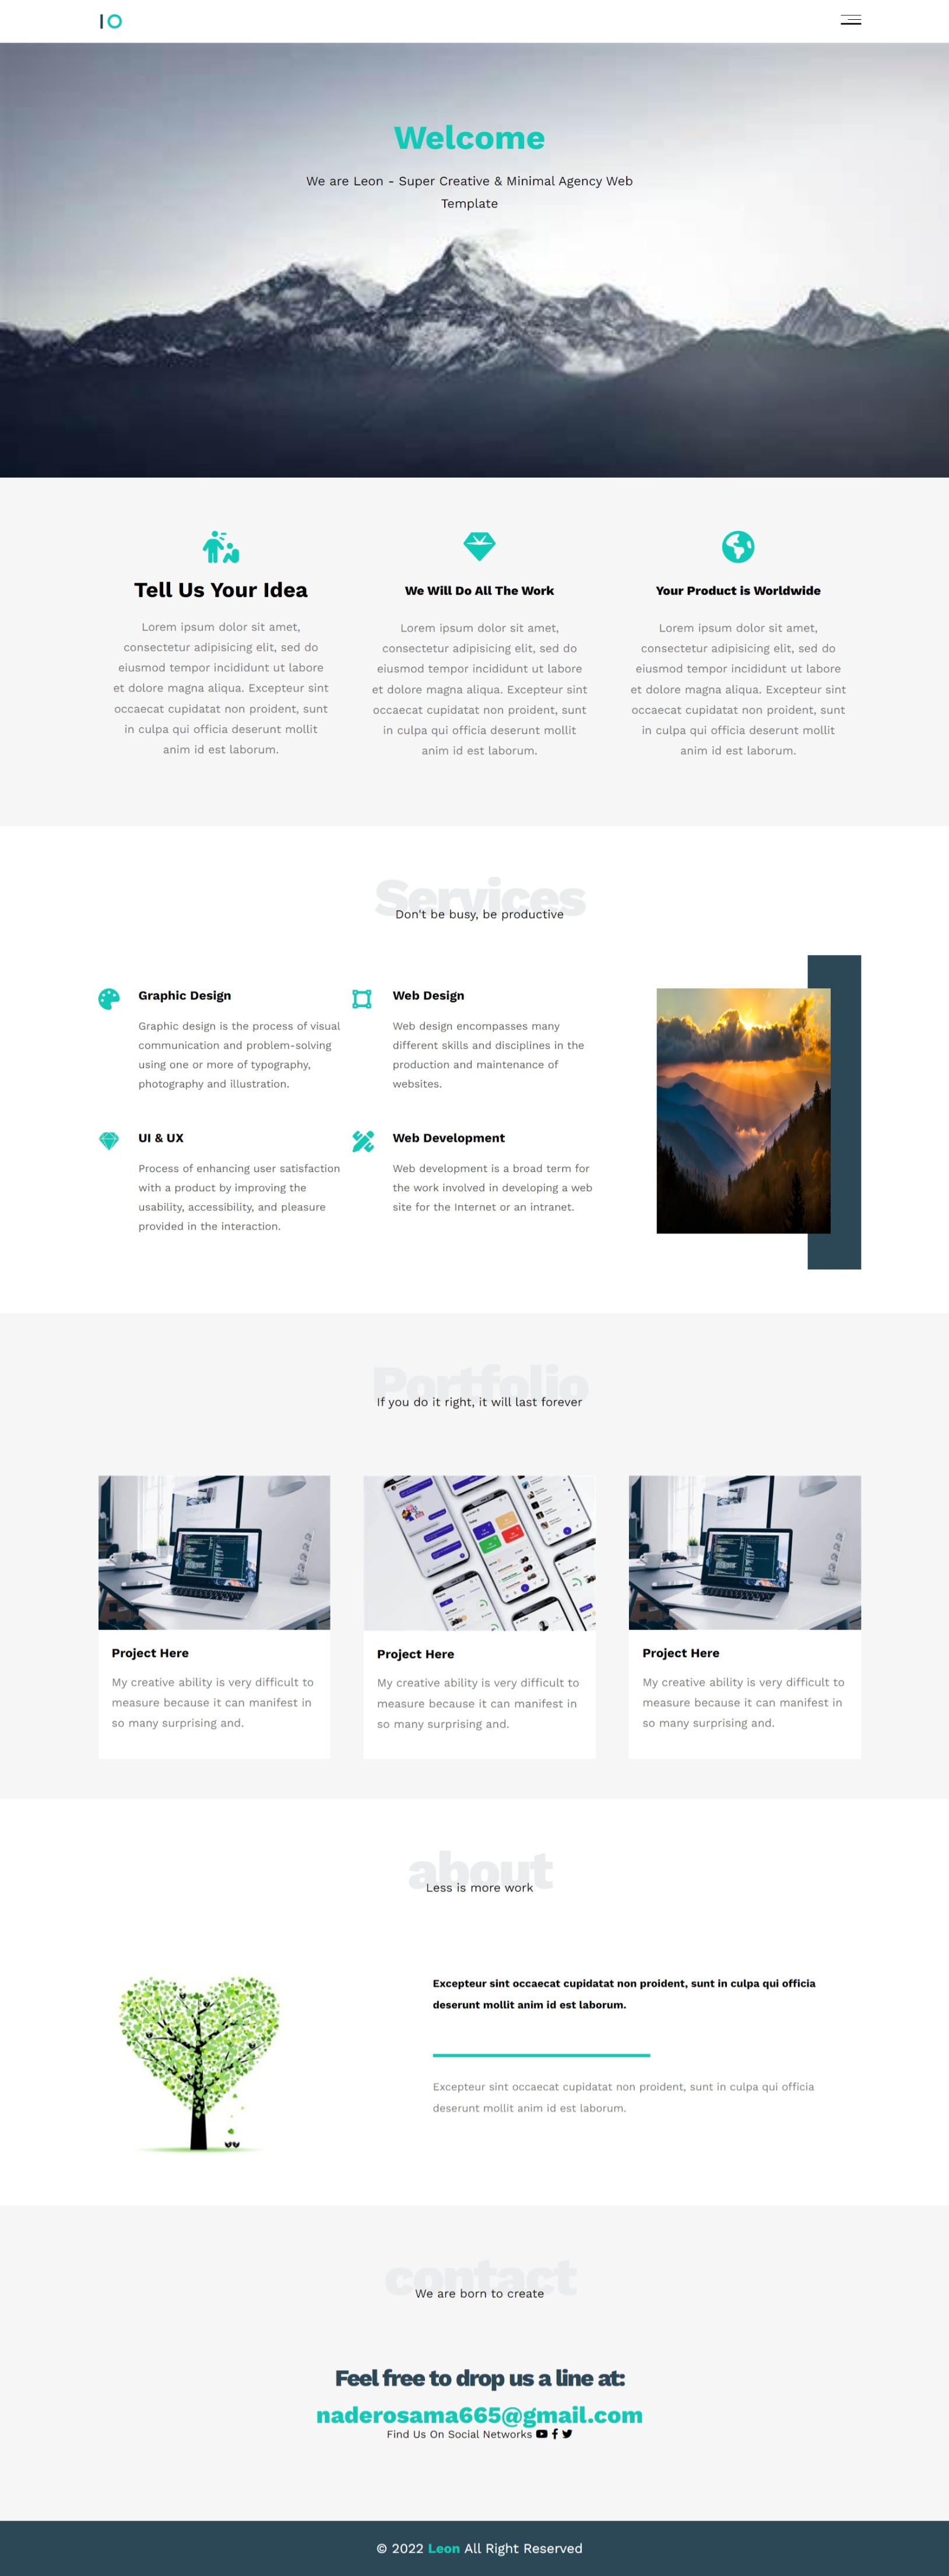 Welcome
We are Leon - Super Creative & Minimal Agency Web
Template
Tell Us Your Idea
Lorem ipsum dolor sit amet,
consectetur adipisicing elit, sed do
eiusmod tempor incididunt ut labore
et dolore magna aliqua. Excepteur sint
occaecat cupidatat non proident, sunt
in culpa qui officia deserunt mollit
anim id est laborum.
We Will Do All The Work
Lorem ipsum dolor sit amet,
consectetur adipisicing elit, sed do
eiusmod tempor incididunt ut labore
et dolore magna aliqua. Excepteur sint
occaecat cupidatat non proident, sunt
in culpa qui officia deserunt mollit
anim id est laborum.
Your Product is Worldwide
Lorem ipsum dolor sit amet,
consectetur adipisicing elit, sed do
eiusmod tempor incididunt ut labore
et dolore magna aliqua. Excepteur sint
occaecat cupidatat non proident, sunt
in culpa qui officia deserunt mollit
anim id est laborum.
Services
Don't be busy, be productive
Graphic Design
Graphic design is the process of visual
communication and problem-solving
using one or more of typography,
photography and illustration.
Web Design
Web design encompasses many
different skills and disciplines in the
production and maintenance of
websites.
UI & UX
Process of enhancing user satisfaction
with a product by improving the
usability, accessibility, and pleasure
provided in the interaction.
Web Development
Web development is a broad term for
the work involved in developing a web
site for the Internet or an intranet.
Portfolio
If you do it right, it will last forever
Project Here
My creative ability is very difficult to
measure because it can manifest in
so many surprising and.
Project Here
My creative ability is very difficult to
measure because it can manifest in
so many surprising and.
Project Here
My creative ability is very difficult to
measure because it can manifest in
so many surprising and.
about
Less is more work
Excepteur sint occaecat cupidatat non proident, sunt in culpa qui officia
deserunt mollit anim id est laborum.
Excepteur sint occaecat cupidatat non proident, sunt in culpa qui officia
deserunt mollit anim id est laborum.
contact
We are born to create
Feel free to drop us a line at:
naderosama665@gmail.com
Find Us On Social Networks
© 2022 Leon All Right Reserved